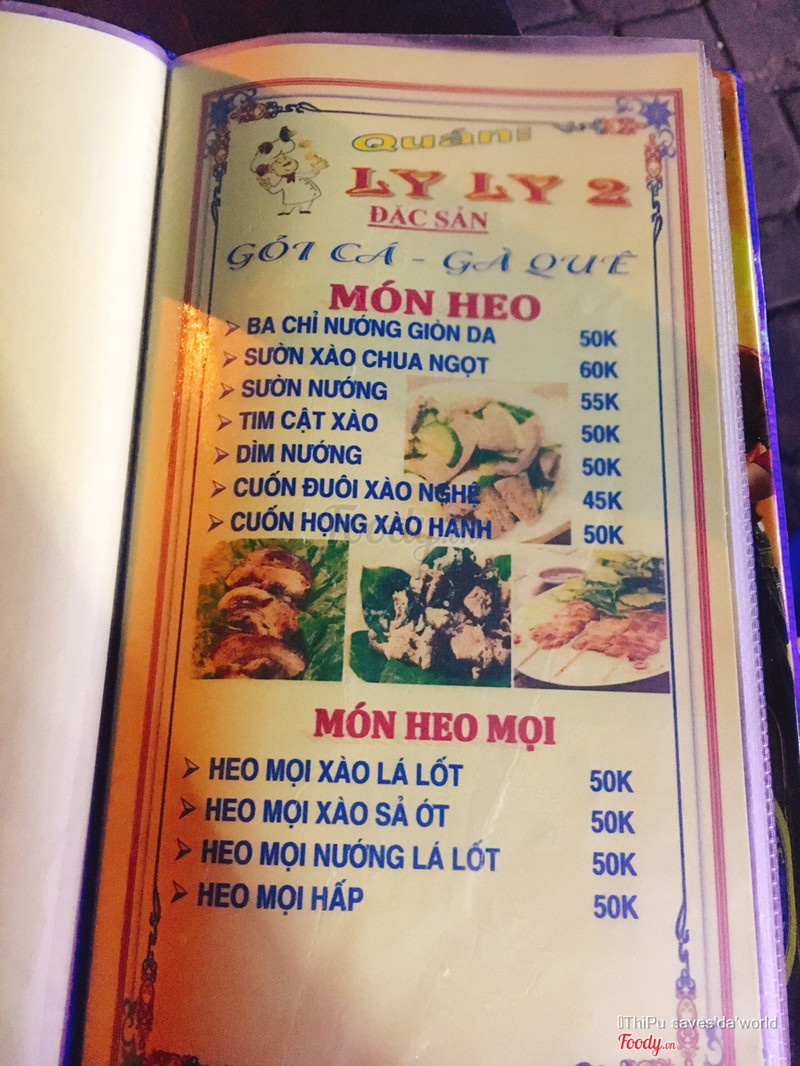 Quán:
LY LY 2
ĐẶC SẢN
GỎI CÁ - GÀ QUÊ
MÓN HEO
BA CHỈ NƯỚNG GIÒN DA 50K
SƯỜN XÀO CHUA NGỌT 60K
SƯỜN NƯỚNG 55K
TIM CẬT XÀO 50K
DÌM NƯỚNG 50K
CUỐN ĐUÔI XÀO NGHỆ 45K
CUỐN HỌNG XÀO HÀNH 50K
Foody.vn
MÓN HEO MỌI
HEO MỌI XÀO LÁ LỐT 50K
HEO MỌI XÀO SẢ ỚT 50K
HEO MỌI NƯỚNG LÁ LỐT 50K
HEO MỌI HẤP 50K
ThiPu saves'da'world
Foody.vn